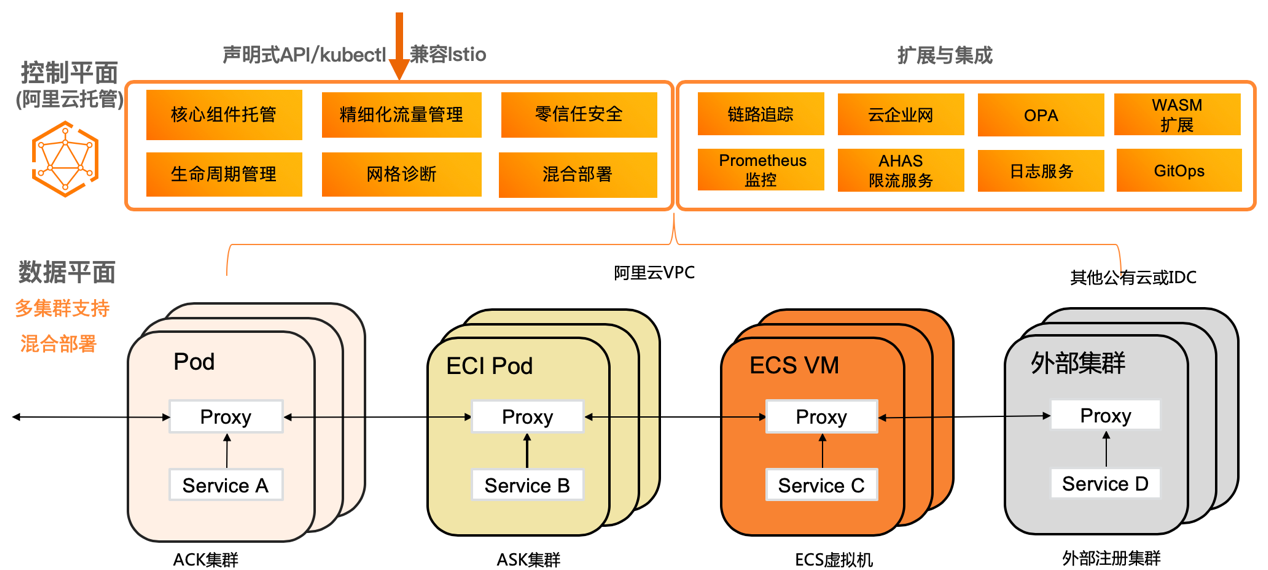 声明式API/kubectl 兼容Istio
扩展与集成
控制平面
(阿里云托管)
核心组件托管
精细化流量管理
零信任安全
生命周期管理
网格诊断
混合部署
链路追踪
云企业网
OPA
WASM
扩展
Prometheus
监控
AHAS
限流服务
日志服务
GitOps
数据平面
多集群支持
混合部署
阿里云VPC
其他公有云或IDC
Pod
Proxy
Service A
ACK集群
ECI Pod
Proxy
Service B
ASK集群
ECS VM
Proxy
Service C
ECS虚拟机
外部集群
Proxy
Service D
外部注册集群